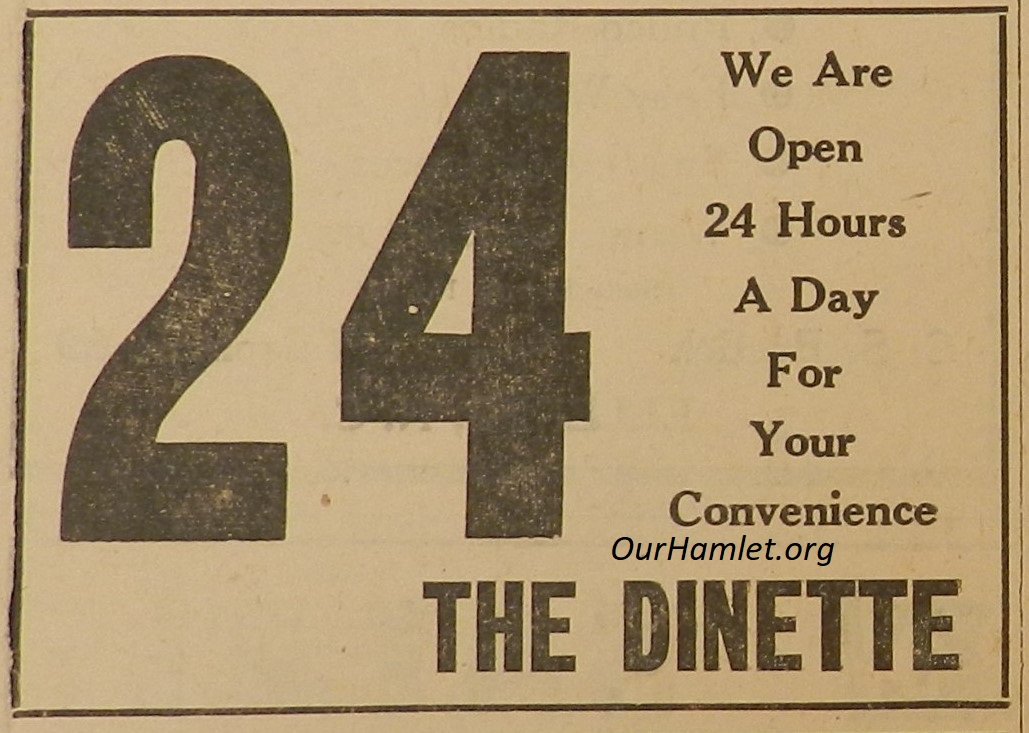 24
We Are
Open
24 Hours
A Day
For
Your
Convenience
OurHamlet.org
THE DINETTE